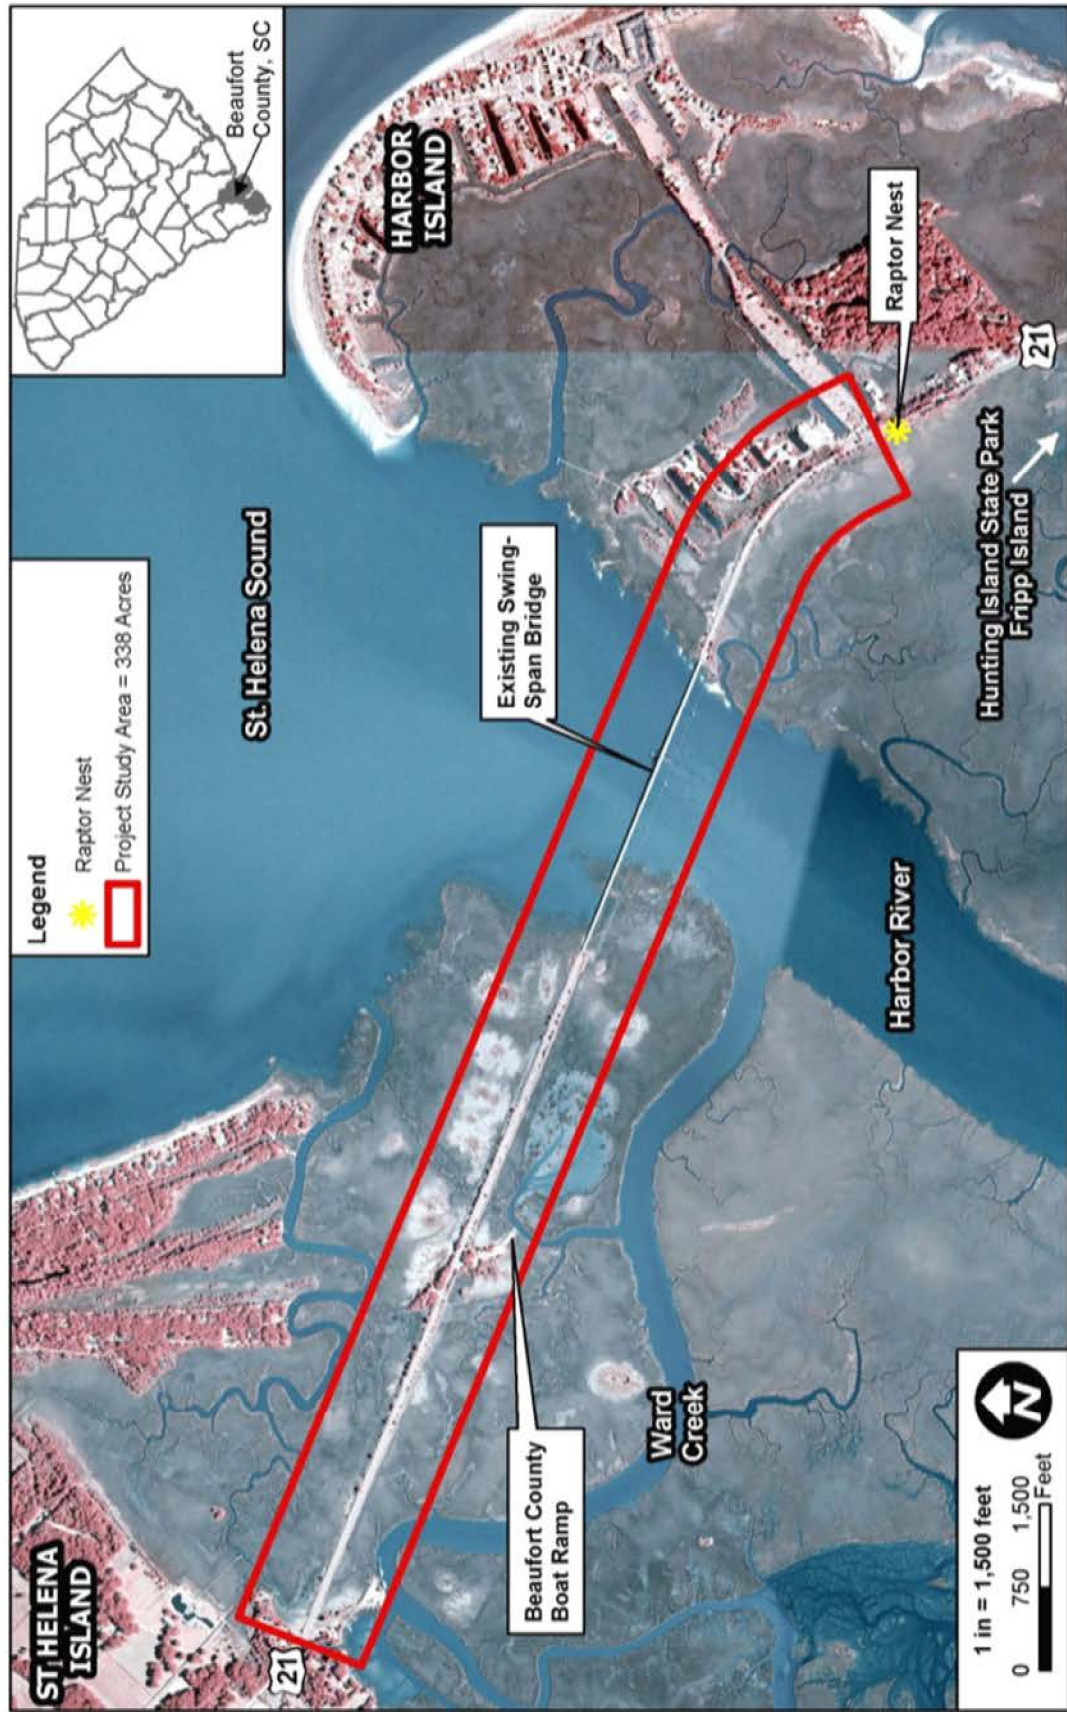 ST. HELENA
ISLAND
21
Legend
Raptor Nest
Project Study Area = 338 Acres
Beaufort
County, SC
St. Helena Sound
HARBOR
ISLAND
Existing Swing-
Span Bridge
Beaufort County
Boat Ramp
Ward
Creek
Harbor River
Raptor Nest
21
Hunting Island State Park
Fripp Island
1 in = 1,500 feet
0 750 1,500
Feet
N